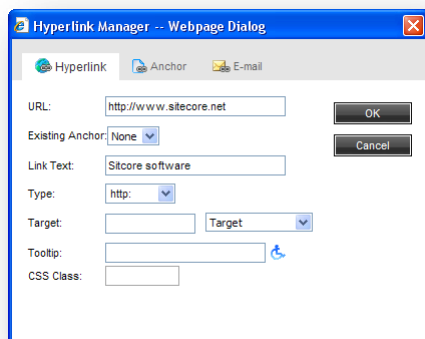 Hyperlink Manager -- Webpage Dialog
Hyperlink Anchor E-mail
URL: http://www.sitecore.net OK
Existing Anchor: None Cancel
Link Text: Sitcore software
Type: http:
Target: Target
Tooltip:
CSS Class: